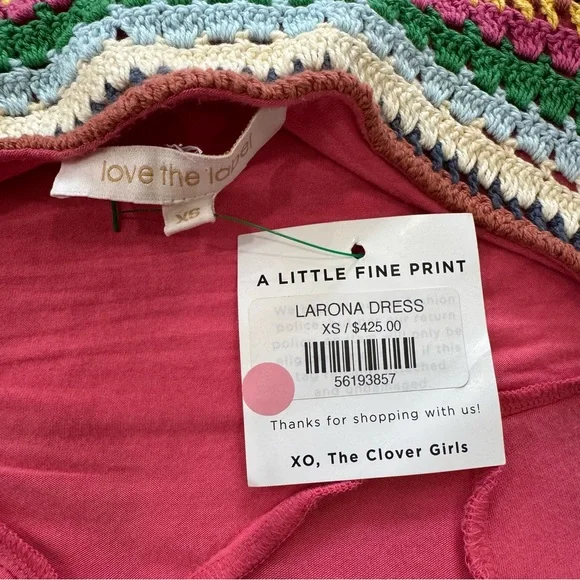 love the label
XS
A LITTLE FINE PRINT
LARONA DRESS
XS / $425.00
56193857
Thanks for shopping with us!
XO, The Clover Girls